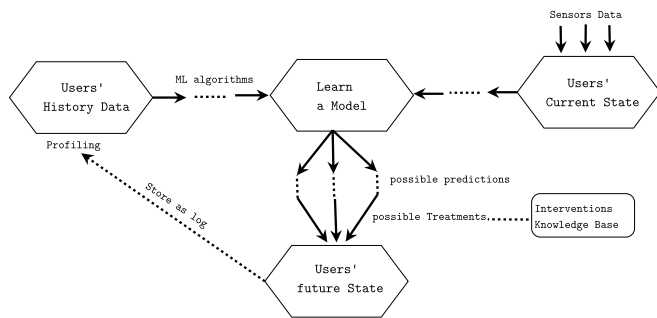 Sensors Data
Users'
History Data
ML algorithms
Learn
a Model
Users'
Current State
Profiling
Store as log
possible predictions
possible Treatments
Interventions
Knowledge Base
Users'
future State